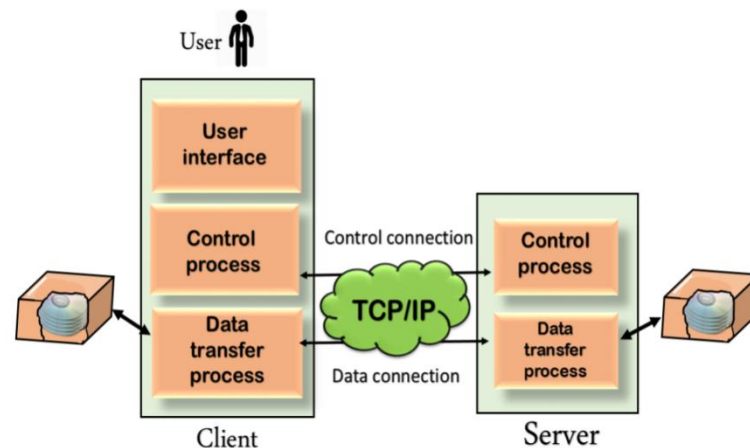 User
User
interface
Control
process
Data
transfer
process
Client
Control connection
TCP/IP
Data connection
Control
process
Data
transfer
process
Server